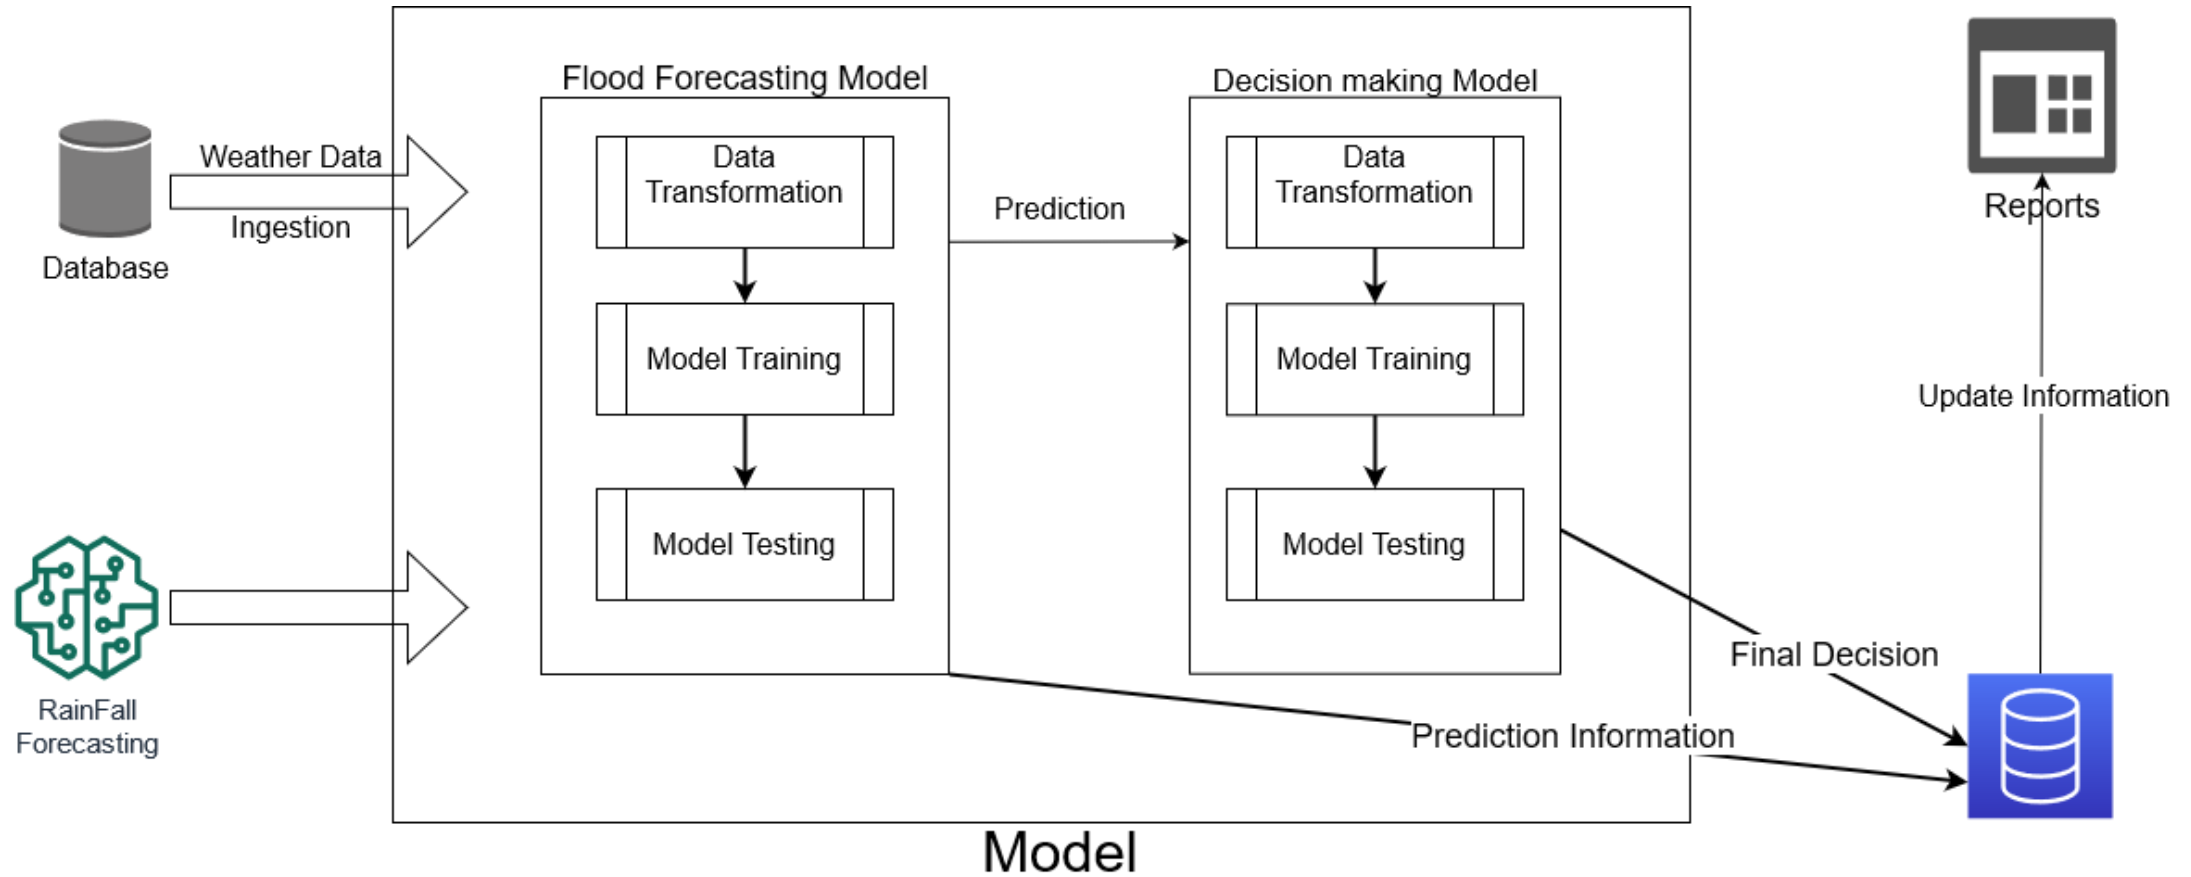 Flood Forecasting Model
Decision making Model
Weather Data
Ingestion
Database
RainFall
Forecasting
Data
Transformation
Model Training
Model Testing
Prediction
Data
Transformation
Model Training
Model Testing
Final Decision
Prediction Information
Reports
Update Information
Model